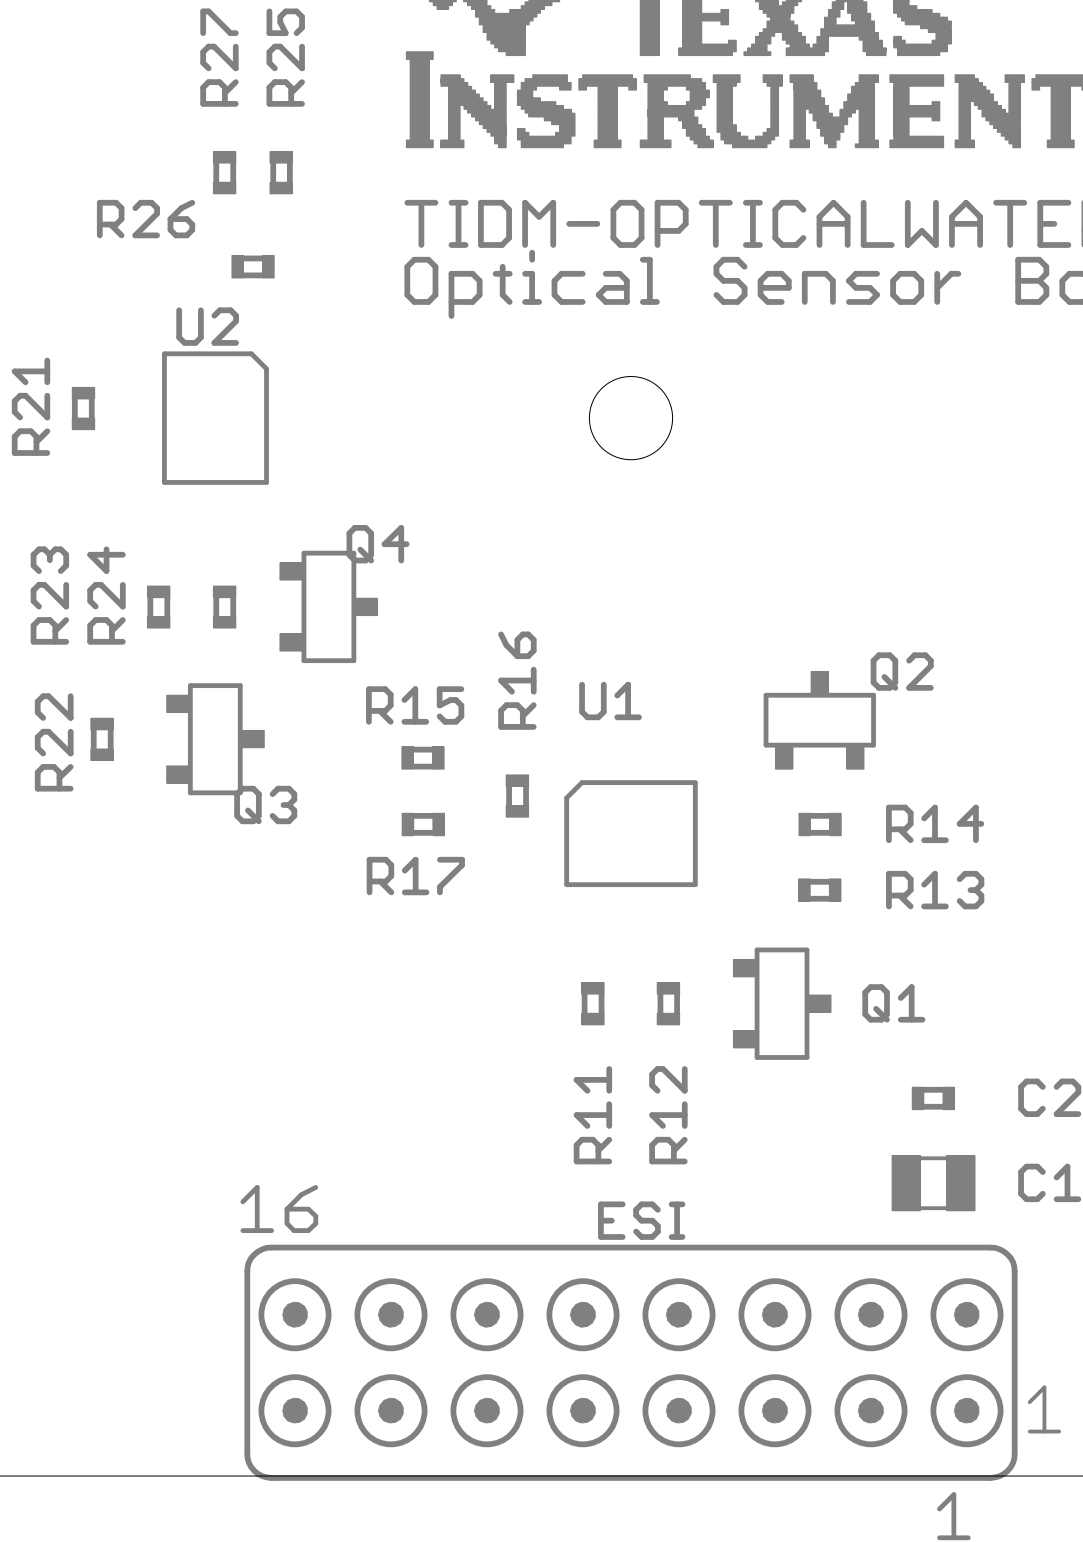 TEXAS
INSTRUMENT
TIDM-OPTICALWATE
Optical Sensor Bo
R27
R25
R26
U2
R21
Q4
R23
R24
R16
Q2
R22
R15
U1
Q3
R14
R17
R13
Q1
R11
R12
C2
C1
16
ESI
1
1